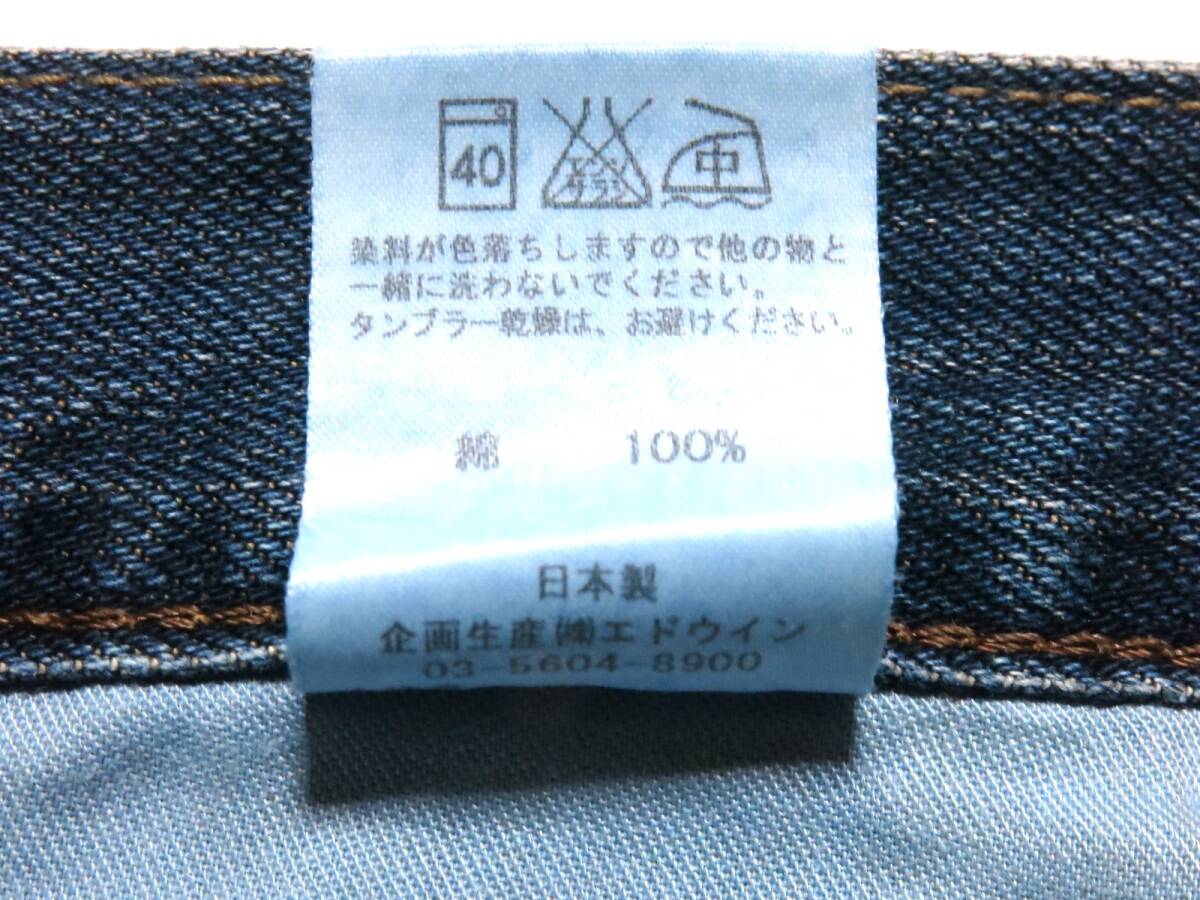 40 エンソ サラシ 中
染料が色落ちしますので他の物と
一緒に洗わないでください。
タンブラー乾燥は、お避けください。
綿 100%
日本製
企画生産㈱エドウイン
03-5604-8900